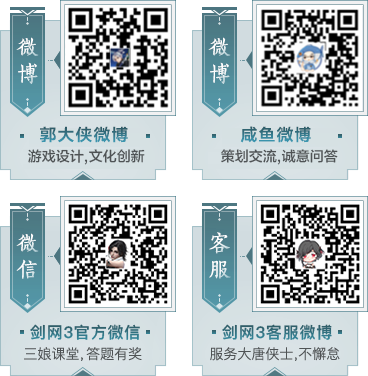 微博
郭大侠微博
游戏设计,文化创新
微博
咸鱼微博
策划交流,诚意问答
微信
剑网3官方微信
三娘课堂,答题有奖
客服
剑网3客服微博
服务大唐侠士,不懈怠